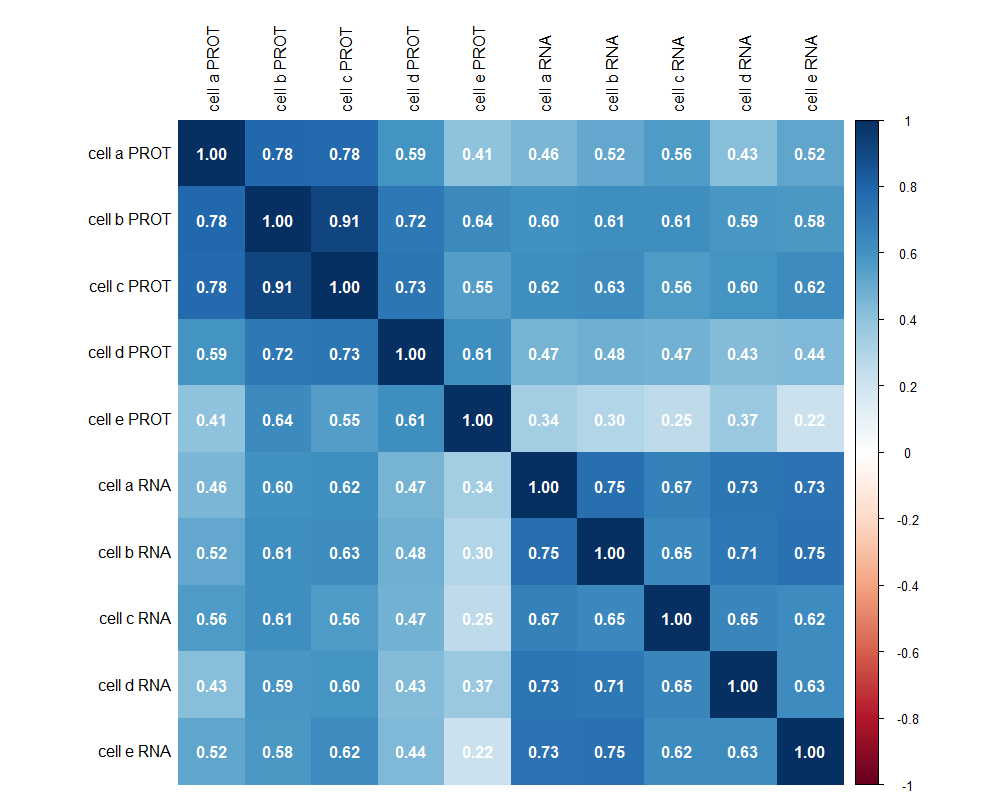 cell a PROT
cell b PROT
cell c PROT
cell d PROT
cell e PROT
cell a RNA
cell b RNA
cell c RNA
cell d RNA
cell e RNA
cell a PROT 1.00 0.78 0.78 0.59 0.41 0.46 0.52 0.56 0.43 0.52
cell b PROT 0.78 1.00 0.91 0.72 0.64 0.60 0.61 0.61 0.59 0.58
cell c PROT 0.78 0.91 1.00 0.73 0.55 0.62 0.63 0.56 0.60 0.62
cell d PROT 0.59 0.72 0.73 1.00 0.61 0.47 0.48 0.47 0.43 0.44
cell e PROT 0.41 0.64 0.55 0.61 1.00 0.34 0.30 0.25 0.37 0.22
cell a RNA 0.46 0.60 0.62 0.47 0.34 1.00 0.75 0.67 0.73 0.73
cell b RNA 0.52 0.61 0.63 0.48 0.30 0.75 1.00 0.65 0.71 0.75
cell c RNA 0.56 0.61 0.56 0.47 0.25 0.67 0.65 1.00 0.65 0.62
cell d RNA 0.43 0.59 0.60 0.43 0.37 0.73 0.71 0.65 1.00 0.63
cell e RNA 0.52 0.58 0.62 0.44 0.22 0.73 0.75 0.62 0.63 1.00
1
0.8
0.6
0.4
0.2
0
-0.2
-0.4
-0.6
-0.8
-1